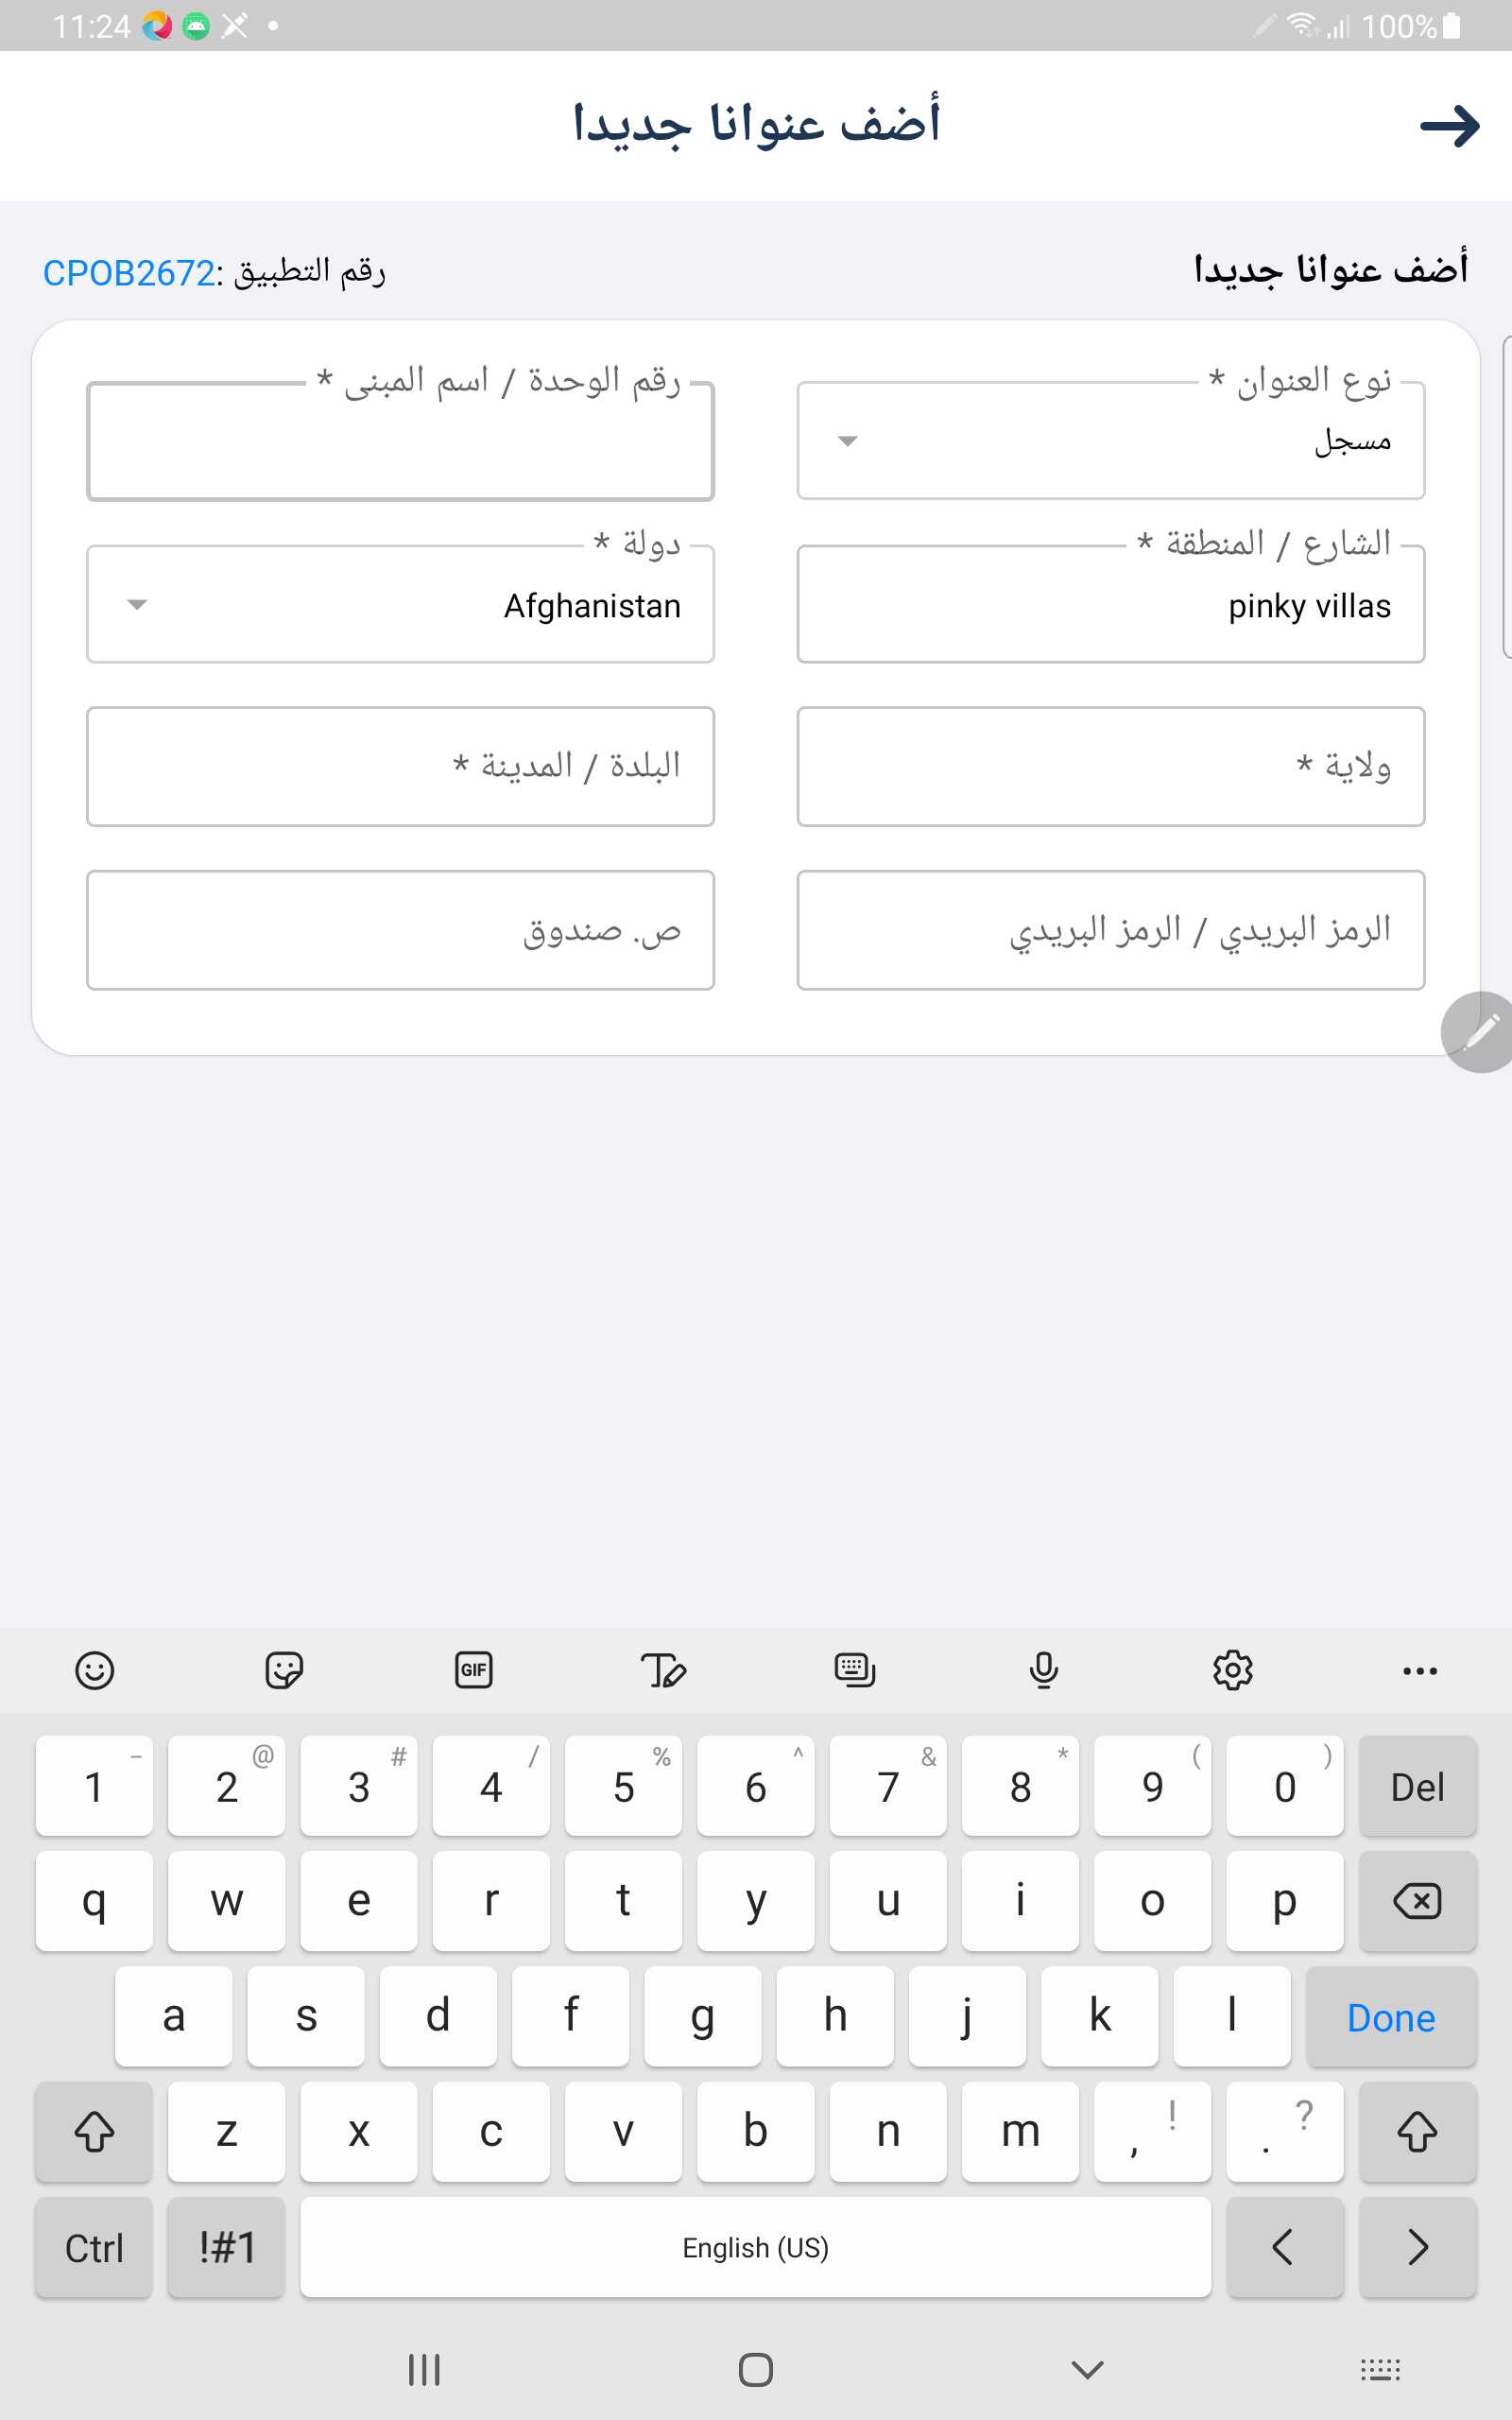 11:24
100%
أضف عنوانا جديدا
أضف عنوانا جديدا
رقم التطبيق :CPOB2672
نوع العنوان *
مسجل
رقم الوحدة / اسم المبنى *
الشارع / المنطقة *
pinky villas
دولة *
Afghanistan
ولاية *
البلدة / المدينة *
الرمز البريدي / الرمز البريدي
ص. صندوق
GIF
1 – 2 @ 3 # 4 / 5 % 6 ^ 7 & 8 * 9 ( 0 ) Del
q w e r t y u i o p
a s d f g h j k l Done
z x c v b n m , ! . ?
Ctrl !#1 English (US) < >